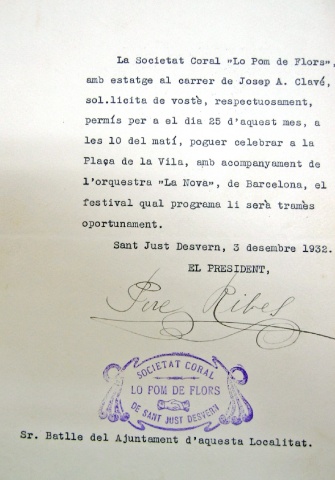 La Societat Coral "Lo Pom de Flors",
amb estatge al carrer de Josep A. Clavé,
sol.licita de vostè, respectuosament,
permís per a el dia 25 d'aquest mes, a
les 10 del matí, poguer celebrar a la
Plaça de la Vila, amb acompanyament de
l'orquestra "La Nova", de Barcelona, el
festival qual programa li serà tramès
oportunament.
Sant Just Desvern, 3 desembre 1932.
EL PRESIDENT,
Pere Ribes
SOCIETAT CORAL
LO POM DE FLORS
DE SANT JUST DESVERT
Sr. Batlle del Ajuntament d'aquesta Localitat.